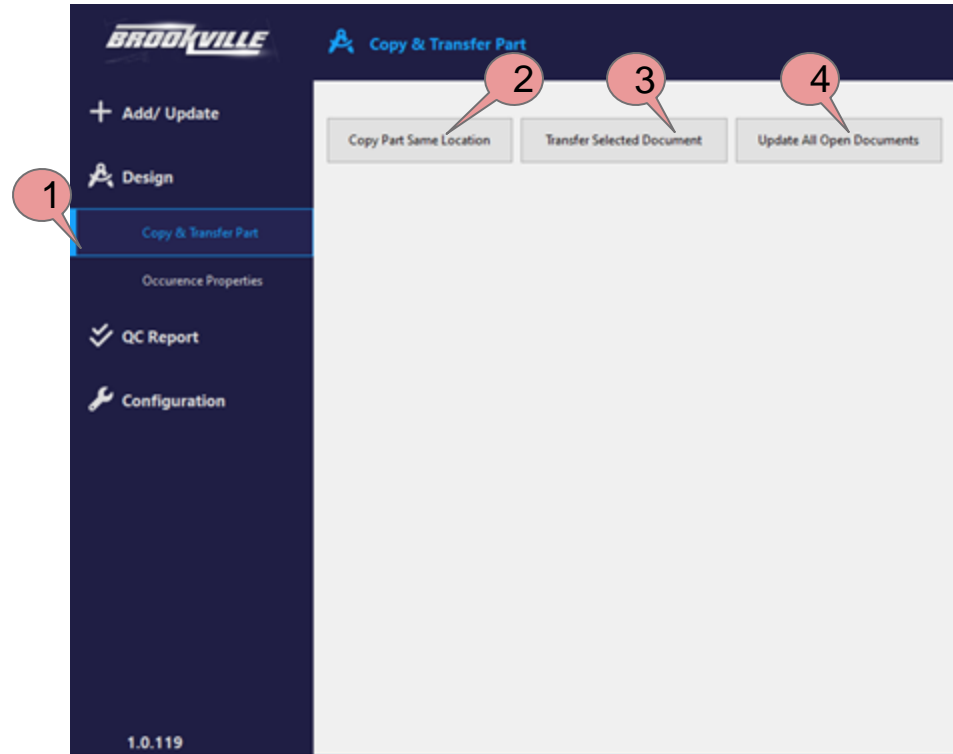 BROOKVILLE
Copy & Transfer Part
2
3
4
Add/ Update
Copy Part Same Location
Transfer Selected Document
Update All Open Documents
Design
1
Copy & Transfer Part
Occurence Properties
QC Report
Configuration
1.0.119